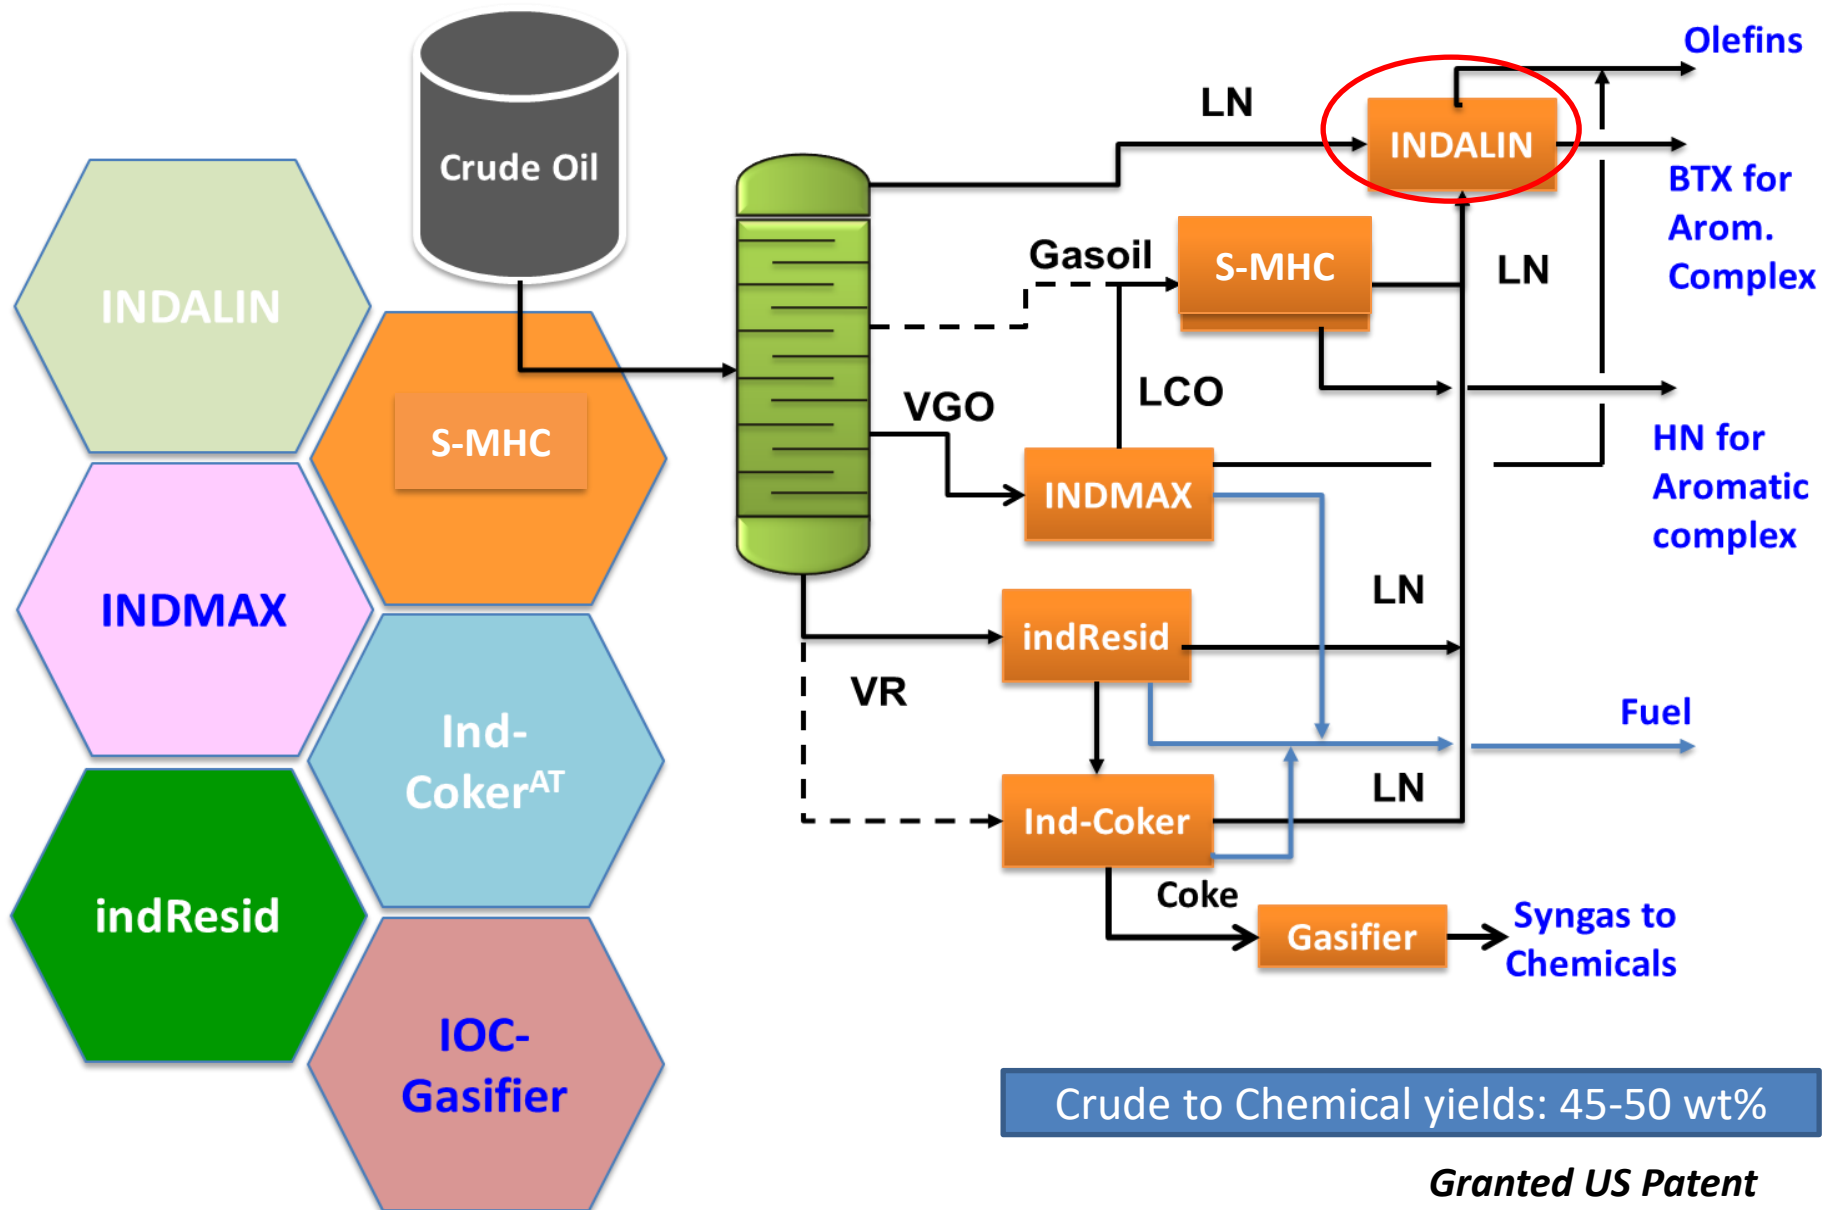 Crude Oil
INDALIN
S-MHC
INDMAX
Ind-
Coker^AT
indResid
IOC-
Gasifier
LN
INDALIN
Olefins
BTX for
Arom.
Complex
Gasoil
S-MHC
LN
VGO
LCO
INDMAX
HN for
Aromatic
complex
indResid
LN
VR
Fuel
Ind-Coker
LN
Coke
Gasifier
Syngas to
Chemicals
Crude to Chemical yields: 45-50 wt%
Granted US Patent